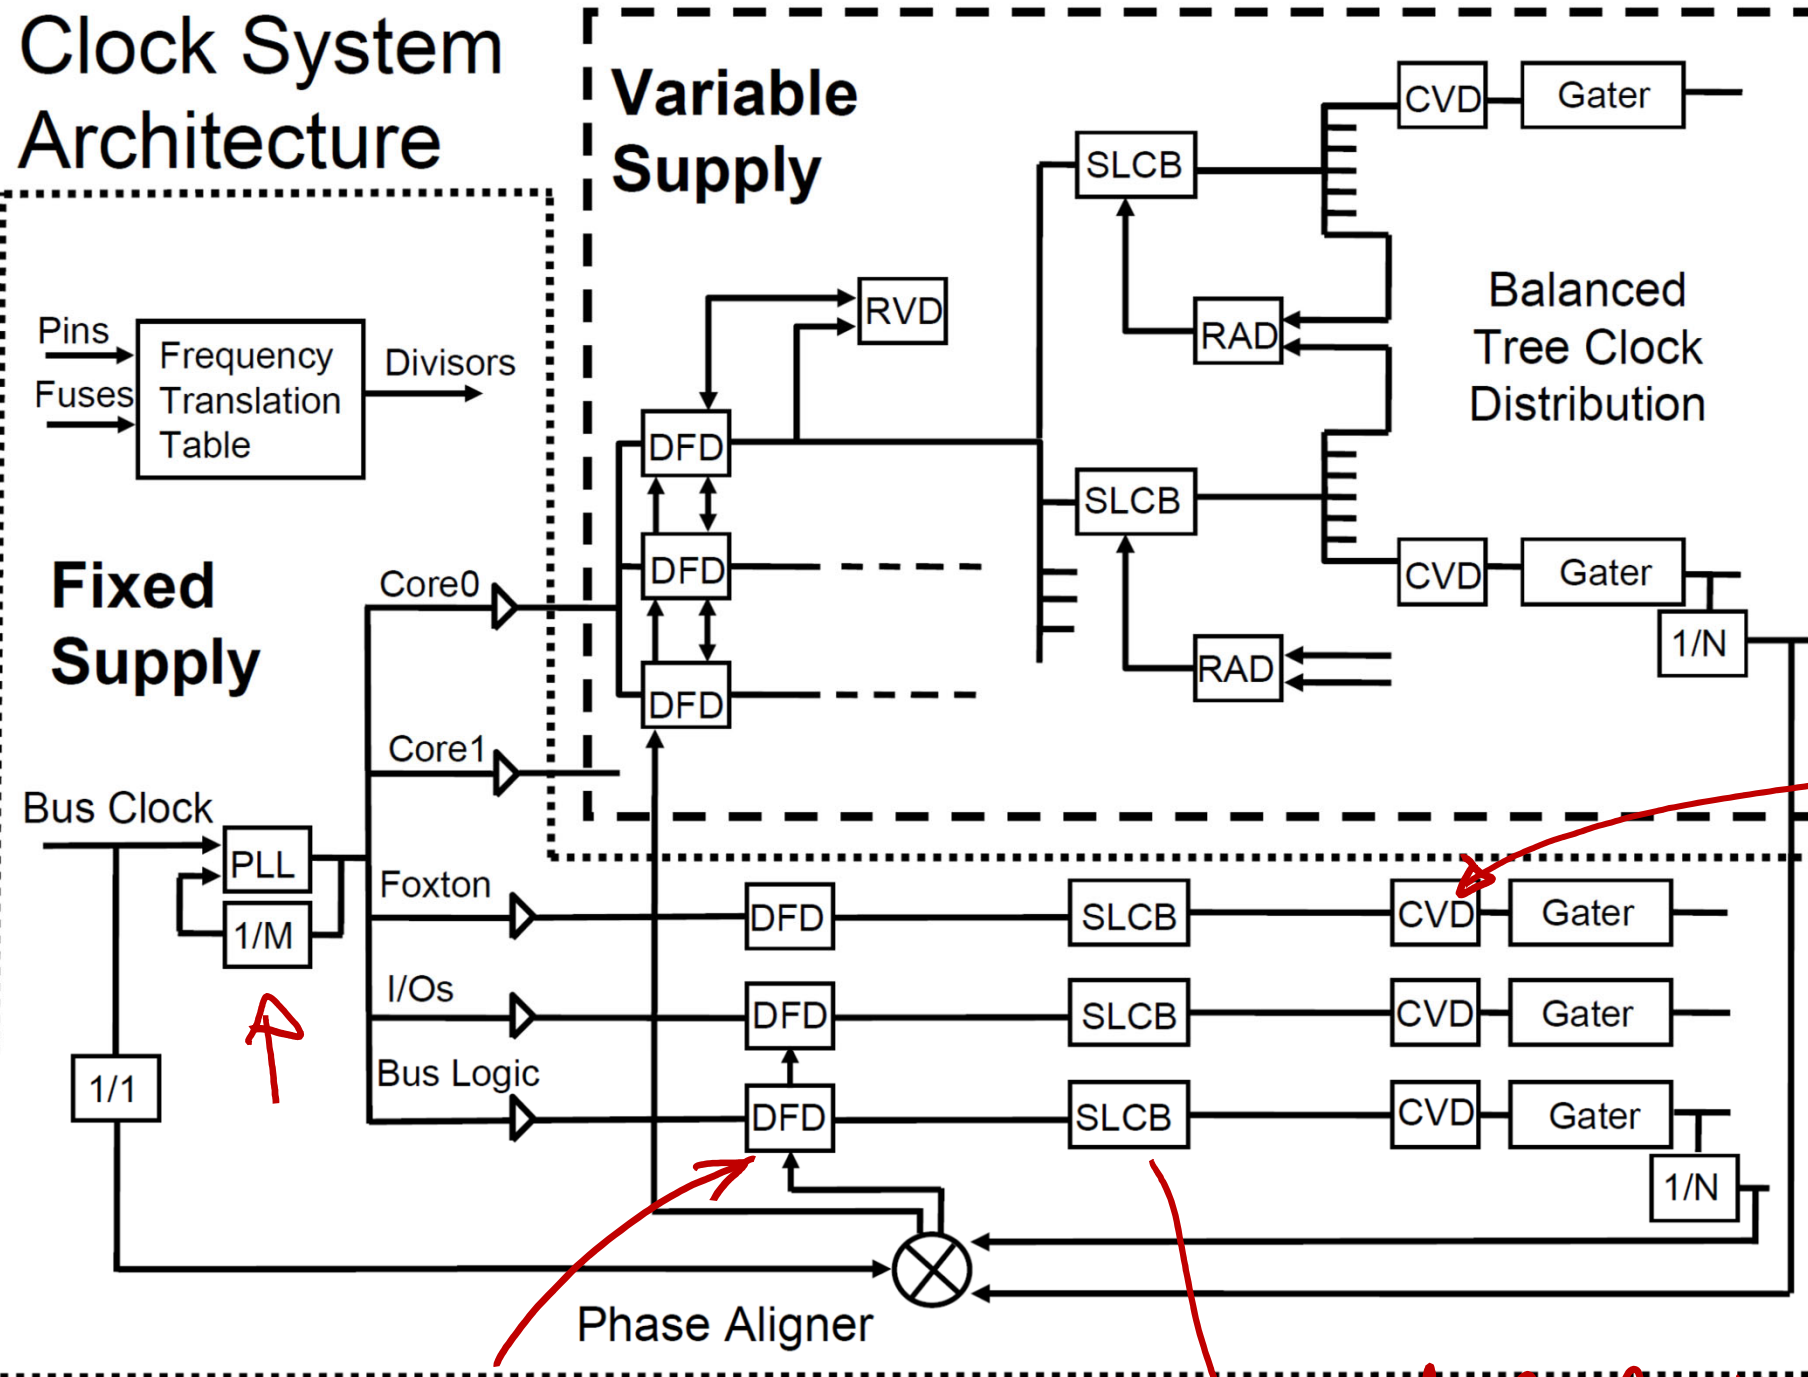 Clock System
Architecture
Variable
Supply
CVD
Gater
SLCB
RVD
RAD
Balanced
Tree Clock
Distribution
Pins
Fuses
Frequency
Translation
Table
Divisors
DFD
SLCB
DFD
CVD
Gater
1/N
Fixed
Supply
Core0
RAD
DFD
Core1
Bus Clock
PLL
1/M
Foxton
DFD
SLCB
CVD
Gater
I/Os
DFD
SLCB
CVD
Gater
1/1
Bus Logic
DFD
SLCB
CVD
Gater
1/N
Phase Aligner